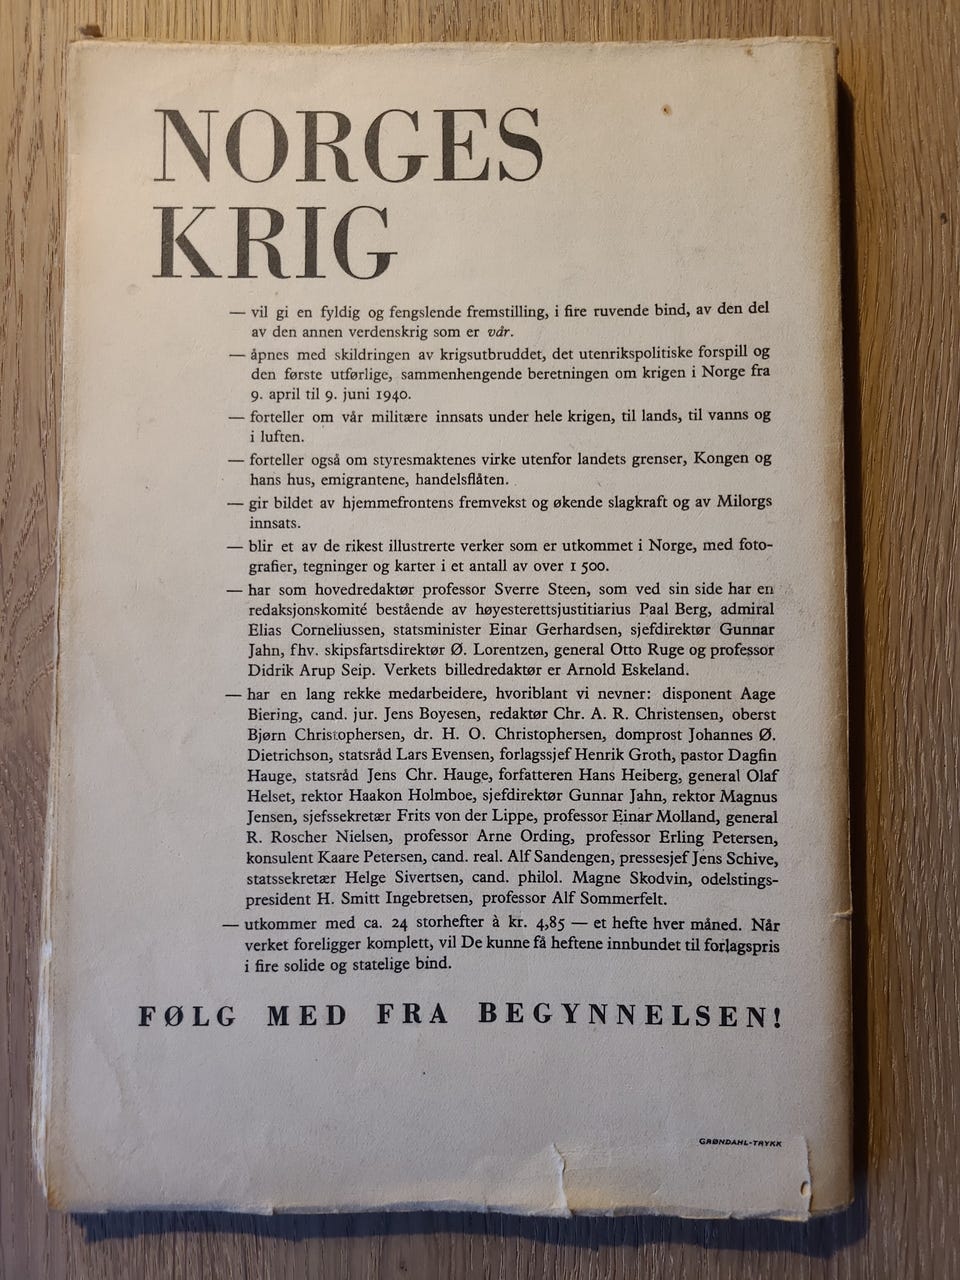 NORGES
KRIG
— vil gi en fyldig og fengslende fremstilling, i fire ruvende bind, av den del
av den annen verdenskrig som er vår.
— åpnes med skildringen av krigsutbruddet, det utenrikspolitiske forspill og
den første utførlige, sammenhengende beretningen om krigen i Norge fra
9. april til 9. juni 1940.
— forteller om vår militære innsats under hele krigen, til lands, til vanns og
i luften.
— forteller også om styresmaktenes virke utenfor landets grenser, Kongen og
hans hus, emigrantene, handelsflåten.
— gir bildet av hjemmefrontens fremvekst og økende slagkraft og av Milorgs
innsats.
— blir et av de rikest illustrerte verker som er utkommet i Norge, med foto-
grafier, tegninger og karter i et antall av over 1 500.
— har som hovedredaktør professor Sverre Steen, som ved sin side har en
redaksjonskomité bestående av høyesterettsjustitiarius Paal Berg, admiral
Elias Corneliussen, statsminister Einar Gerhardsen, sjefdirektør Gunnar
Jahn, fhv. skipsfartsdirektør Ø. Lorentzen, general Otto Ruge og professor
Didrik Arup Seip. Verkets billedredaktør er Arnold Eskeland.
— har en lang rekke medarbeidere, hvoriblant vi nevner: disponent Aage
Biering, cand. jur. Jens Boyesen, redaktør Chr. A. R. Christensen, oberst
Bjørn Christophersen, dr. H. O. Christophersen, domprost Johannes Ø.
Dietrichson, statsråd Lars Evensen, forlagssjef Henrik Groth, pastor Dagfin
Hauge, statsråd Jens Chr. Hauge, forfatteren Hans Heiberg, general Olaf
Helset, rektor Haakon Holmboe, sjefdirektør Gunnar Jahn, rektor Magnus
Jensen, sjefssekretær Frits von der Lippe, professor Einar Molland, general
R. Roscher Nielsen, professor Arne Ording, professor Erling Petersen,
konsulent Kaare Petersen, cand. real. Alf Sandengen, pressesjef Jens Schive,
statssekretær Helge Sivertsen, cand. philol. Magne Skodvin, odelstings-
president H. Smitt Ingebretsen, professor Alf Sommerfelt.
— utkommer med ca. 24 storhefter à kr. 4,85 — et hefte hver måned. Når
verket foreligger komplett, vil De kunne få heftene innbundet til forlagspris
i fire solide og statelige bind.
FØLG MED FRA BEGYNNELSEN!
GRØNDAHL-TRYKK